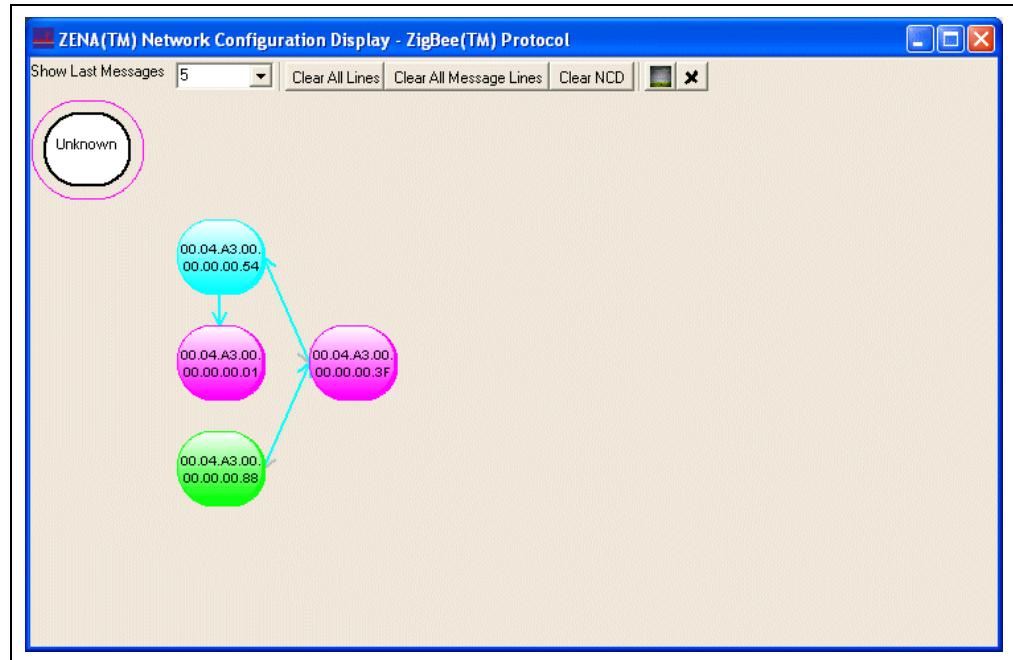 ZENA(TM) Network Configuration Display - ZigBee(TM) Protocol
Show Last Messages 5 Clear All Lines Clear All Message Lines Clear NCD
Unknown
00.04.A3.00.
00.00.00.54
00.04.A3.00.
00.00.00.01
00.04.A3.00.
00.00.00.3F
00.04.A3.00.
00.00.00.88